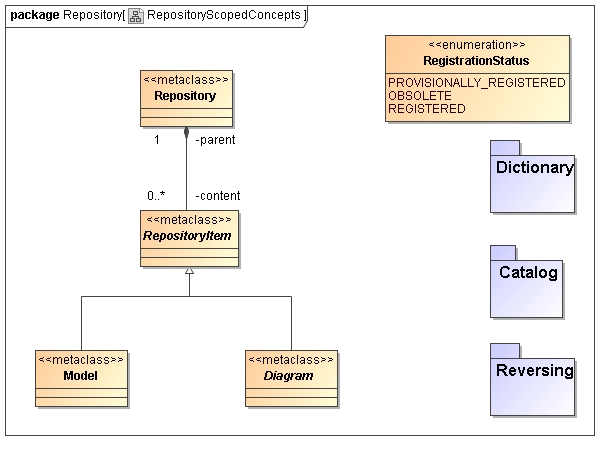 package Repository[ RepositoryScopedConcepts ]
<<enumeration>>
RegistrationStatus
PROVISIONALLY_REGISTERED
OBSOLETE
REGISTERED
<<metaclass>>
Repository
1 -parent
Dictionary
0..* -content
<<metaclass>>
RepositoryItem
Catalog
<<metaclass>>
Model
<<metaclass>>
Diagram
Reversing